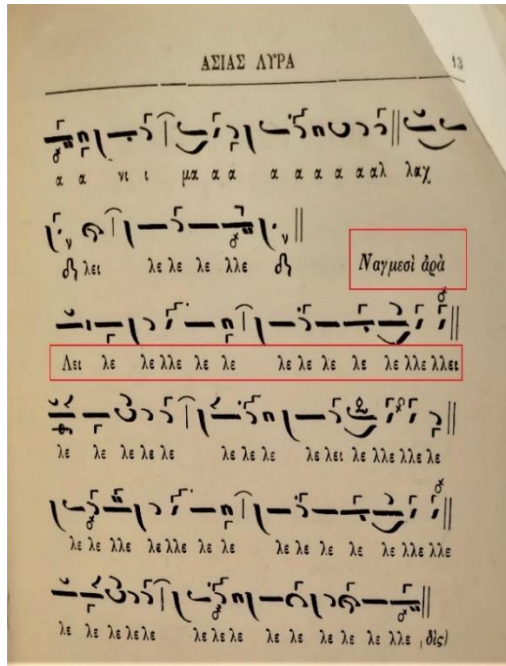 ΑΣΙΑΣ ΛΥΡΑ 13
α α νι ι μα α α α α α α α αλ λαχ
λει λε λε λε λλε
Ναγμεσὶ ἀρὰ
Λει λε λε λλε λε λε λε λε λε λε λε λλε λλει
λε λε λε λε λε λε λε λε λε λει λε λλε λλε λε
λε λε λλε λε λλε λε λε λε λε λε λε λε λλε λλε
λε λε λε λε λε λε λε λε λε λε λε λε λλε , δὶς)